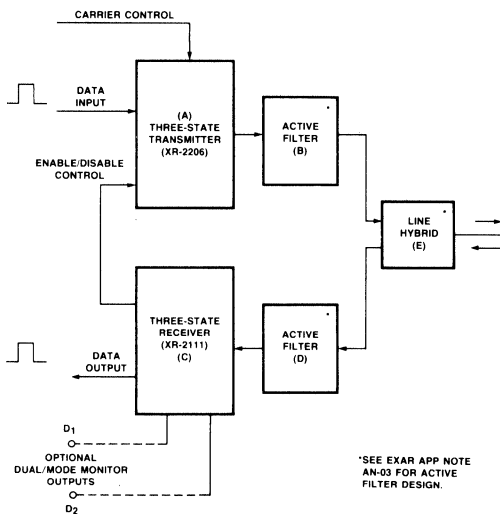 CARRIER CONTROL
DATA
INPUT
(A)
THREE-STATE
TRANSMITTER
(XR-2206)
*
ACTIVE
FILTER
(B)
ENABLE/DISABLE
CONTROL
*
LINE
HYBRID
(E)
THREE-STATE
RECEIVER
(XR-2111)
(C)
*
ACTIVE
FILTER
(D)
DATA
OUTPUT
D1
OPTIONAL
DUAL/MODE MONITOR
OUTPUTS
D2
*SEE EXAR APP NOTE
AN-03 FOR ACTIVE
FILTER DESIGN.